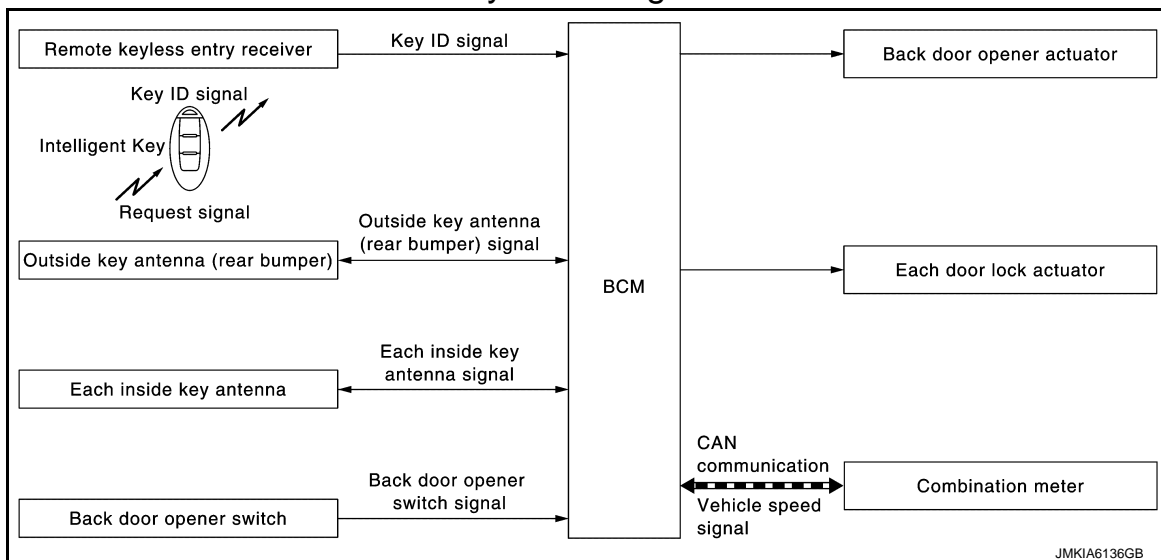 Remote keyless entry receiver
Key ID signal
Back door opener actuator
Key ID signal
Intelligent Key
Request signal
Outside key antenna
(rear bumper) signal
Outside key antenna (rear bumper)
BCM
Each door lock actuator
Each inside key
antenna signal
Each inside key antenna
CAN
communication
Back door opener
switch signal
Combination meter
Vehicle speed
signal
Back door opener switch
JMKIA6136GB